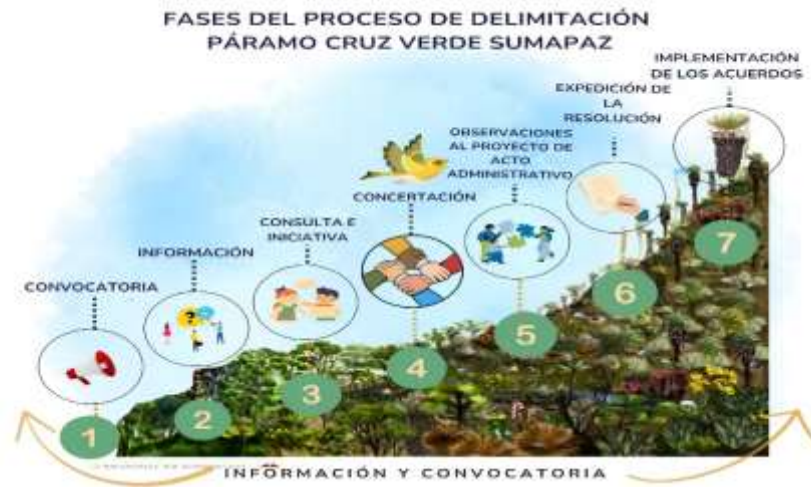 FASES DEL PROCESO DE DELIMITACIÓN
PÁRAMO CRUZ VERDE SUMAPAZ
CONVOCATORIA
1
INFORMACIÓN
2
CONSULTA E
INICIATIVA
3
CONCERTACIÓN
4
OBSERVACIONES
AL PROYECTO DE
ACTO
ADMINISTRATIVO
5
EXPEDICIÓN DE
LA
RESOLUCIÓN
6
IMPLEMENTACIÓN
DE LOS ACUERDOS
7
INFORMACIÓN Y CONVOCATORIA